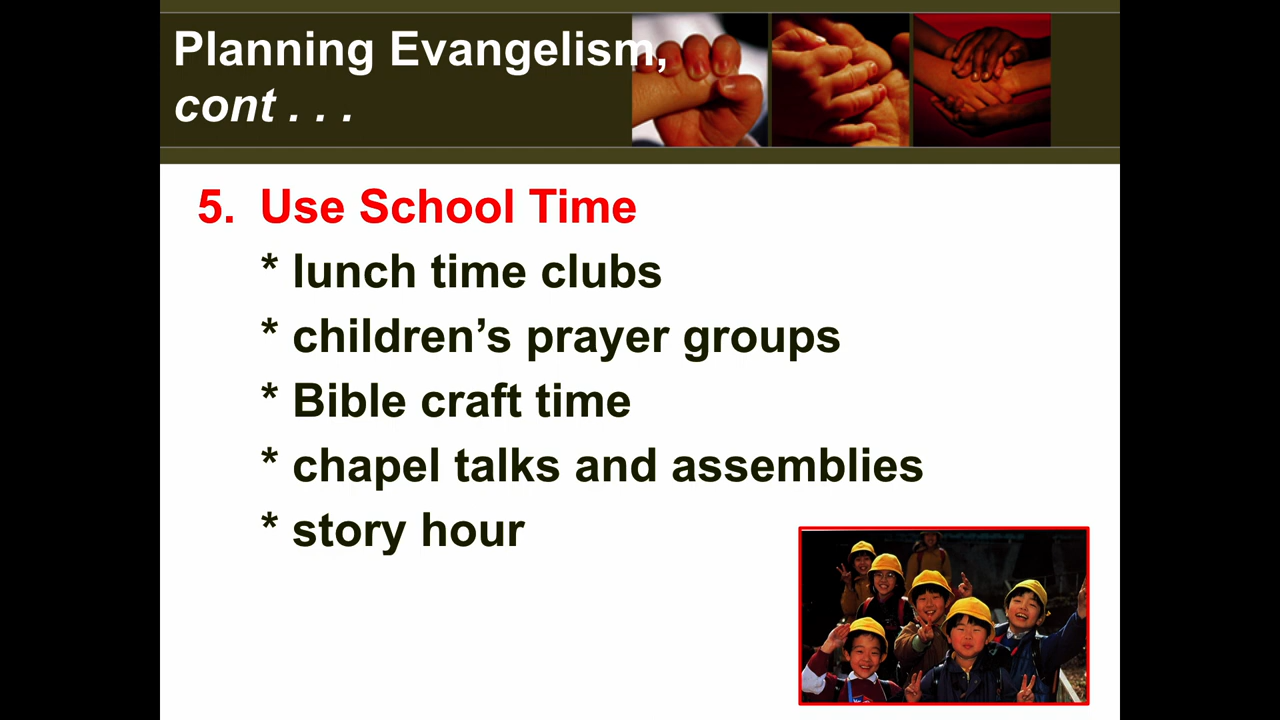 Planning Evangelism,
cont . . .
5. Use School Time
* lunch time clubs
* children’s prayer groups
* Bible craft time
* chapel talks and assemblies
* story hour